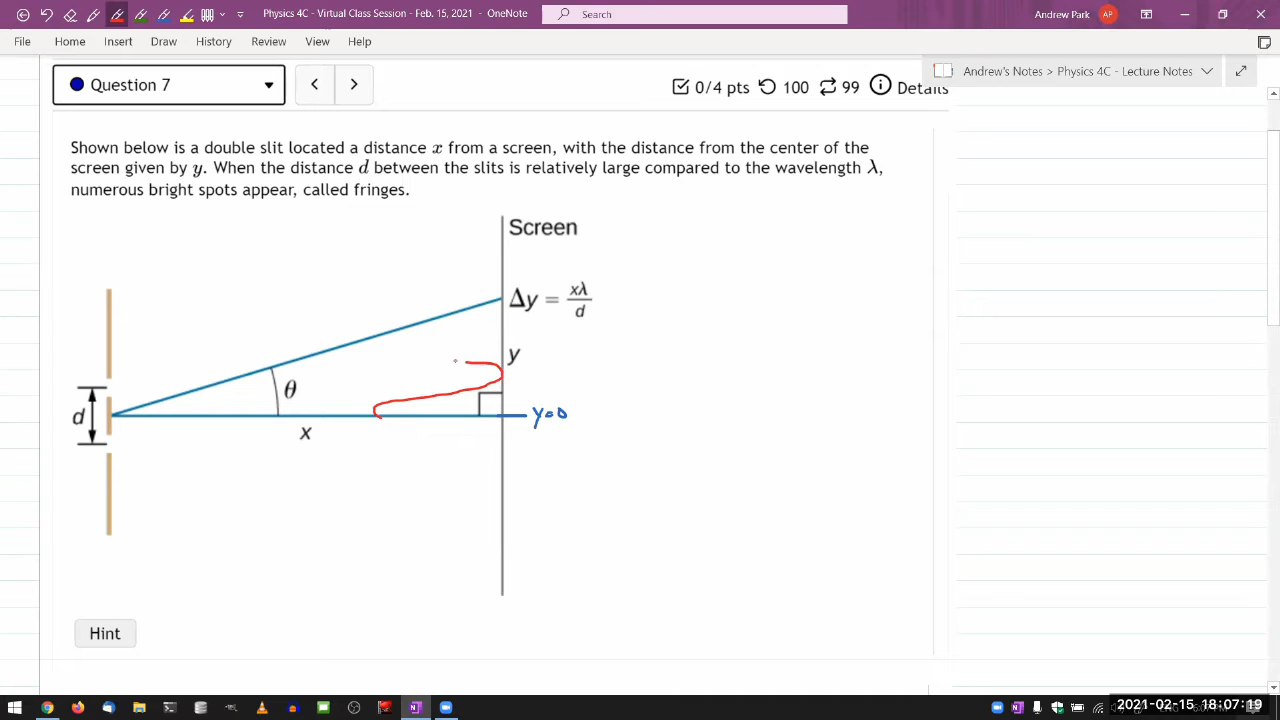 Physics 4C Session - Feb. 15, 2021 - OneNote
Search
Andrew Park
AP
File Home Insert Draw History Review View Help
Question 7
0/4 pts 100 99 Details
Andrew's Notes > Physics 4C - Lecture Notes
Shown below is a double slit located a distance x from a screen, with the distance from the center of the
screen given by y. When the distance d between the slits is relatively large compared to the wavelength λ,
numerous bright spots appear, called fringes.
Screen
Δy = xλ/d
y
θ
d
y=0
x
Hint
2021-02-15 18:07:19